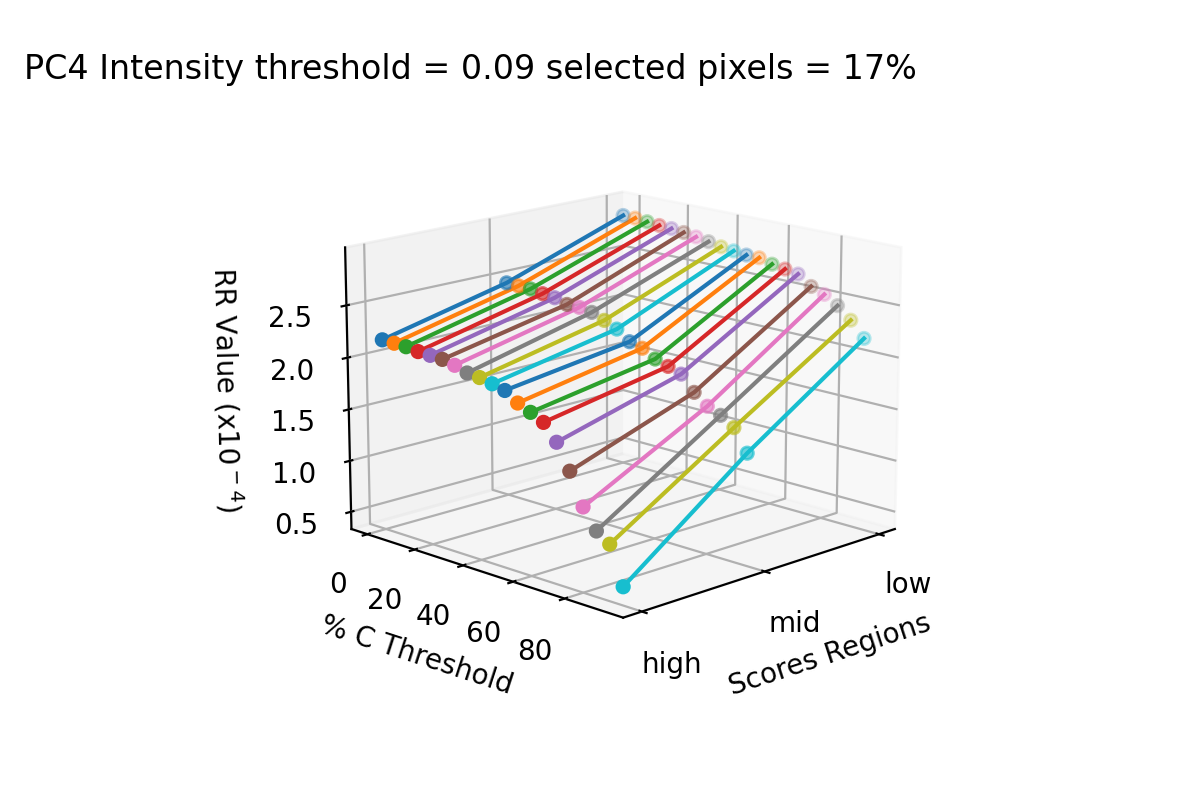 PC4 Intensity threshold = 0.09 selected pixels = 17%
RR Value (x10⁻⁴)
2.5
2.0
1.5
1.0
0.5
0
20
40
60
80
% C Threshold
high
mid
low
Scores Regions